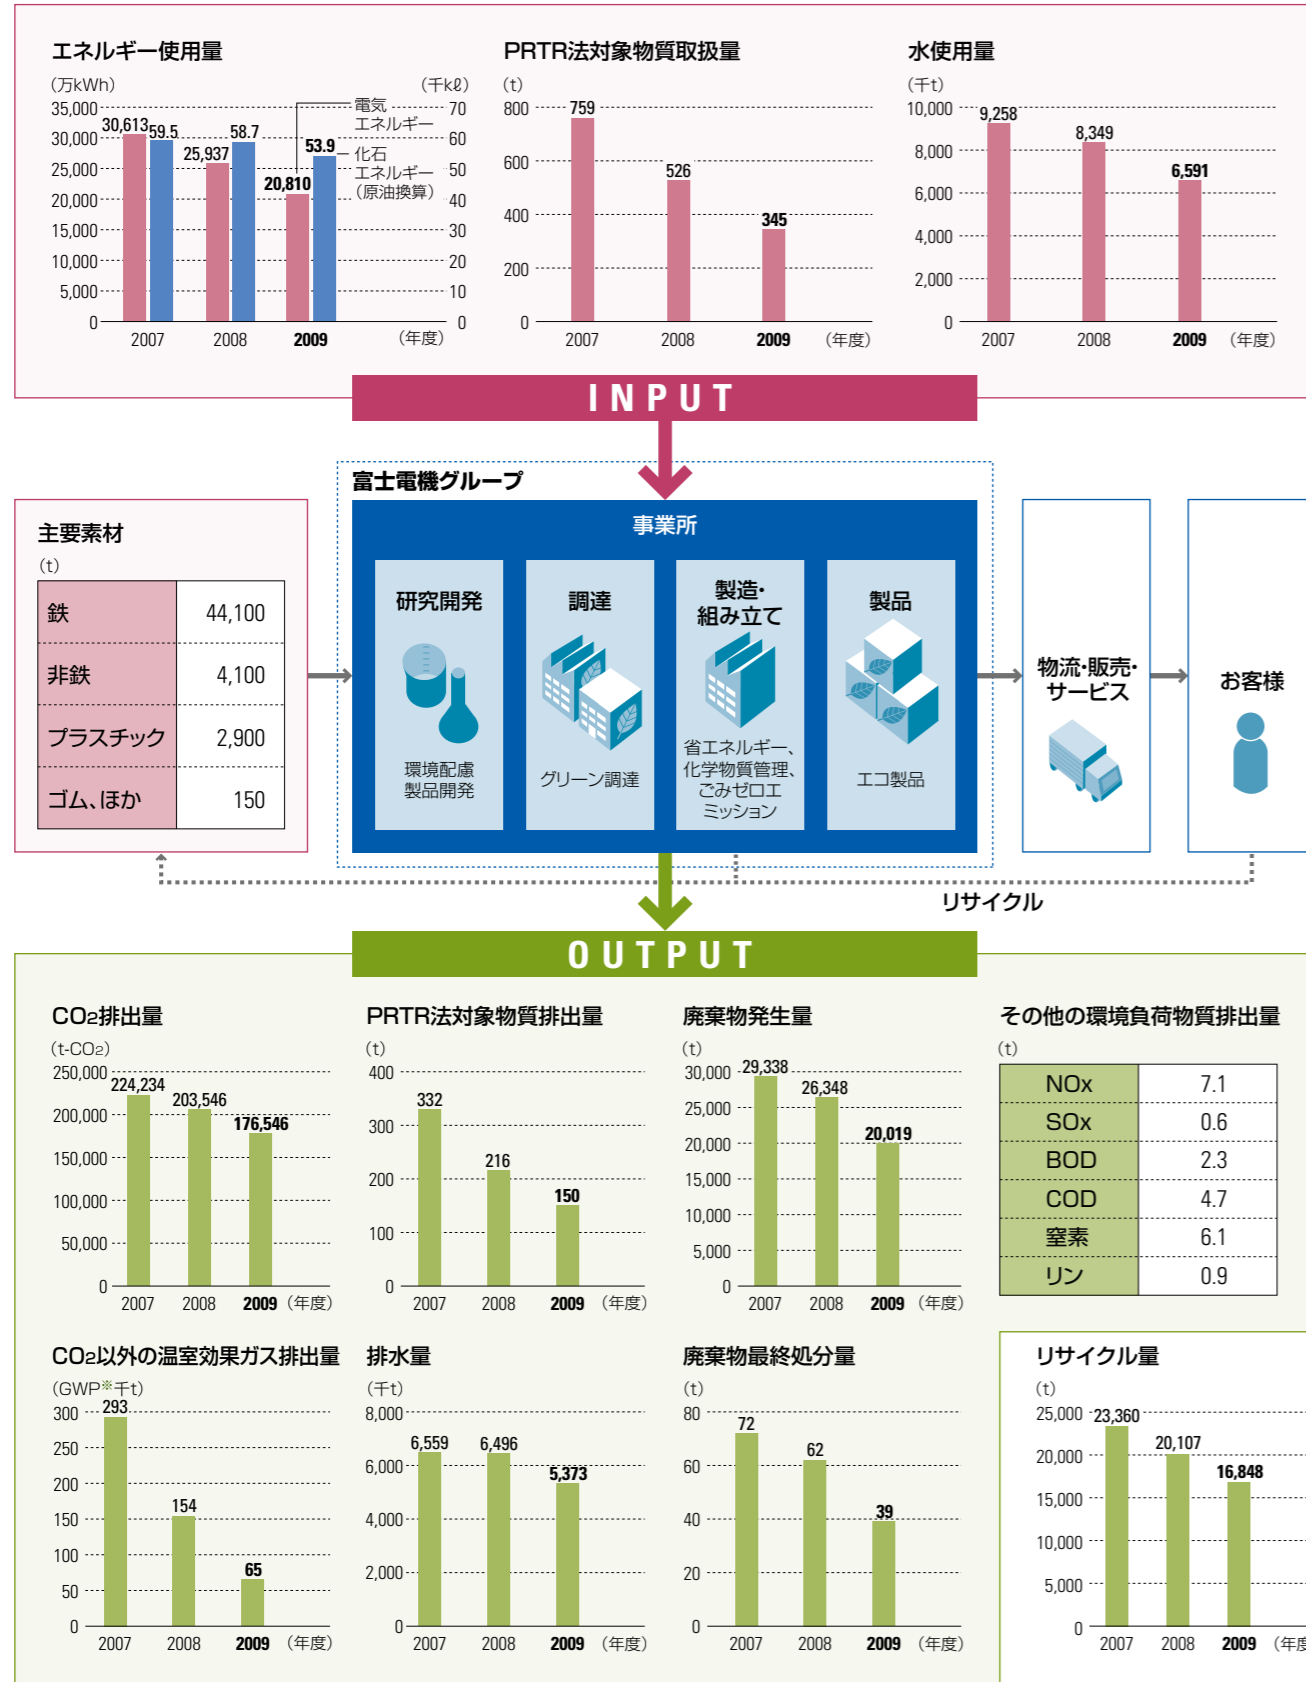 エネルギー使用量
(万kWh)
(千kℓ)
35,000
30,000
25,000
20,000
15,000
10,000
5,000
0
70
60
50
40
30
20
10
0
30,613
59.5
25,937
58.7
20,810
53.9
電気
エネルギー
化石
エネルギー
(原油換算)
2007
2008
2009
(年度)
PRTR法対象物質取扱量
(t)
800
600
400
200
0
759
526
345
2007
2008
2009
(年度)
水使用量
(千t)
10,000
8,000
6,000
4,000
2,000
0
9,258
8,349
6,591
2007
2008
2009
(年度)
INPUT
主要素材
(t)
鉄 44,100
非鉄 4,100
プラスチック 2,900
ゴム、ほか 150
富士電機グループ
事業所
研究開発
環境配慮
製品開発
調達
グリーン調達
製造・
組み立て
省エネルギー、
化学物質管理、
ごみゼロエ
ミッション
製品
エコ製品
物流・販売・
サービス
お客様
リサイクル
OUTPUT
CO2排出量
(t-CO2)
250,000
200,000
150,000
100,000
50,000
0
224,234
203,546
176,546
2007
2008
2009
(年度)
PRTR法対象物質排出量
(t)
400
300
200
100
0
332
216
150
2007
2008
2009
(年度)
廃棄物発生量
(t)
30,000
25,000
20,000
15,000
10,000
5,000
0
29,338
26,348
20,019
2007
2008
2009
(年度)
その他の環境負荷物質排出量
(t)
NOx 7.1
SOx 0.6
BOD 2.3
COD 4.7
窒素 6.1
リン 0.9
CO2以外の温室効果ガス排出量
(GWP※千t)
300
250
200
150
100
50
0
293
154
65
2007
2008
2009
(年度)
排水量
(千t)
8,000
6,000
4,000
2,000
0
6,559
6,496
5,373
2007
2008
2009
(年度)
廃棄物最終処分量
(t)
80
60
40
20
0
72
62
39
2007
2008
2009
(年度)
リサイクル量
(t)
25,000
20,000
15,000
10,000
5,000
0
23,360
20,107
16,848
2007
2008
2009
(年度